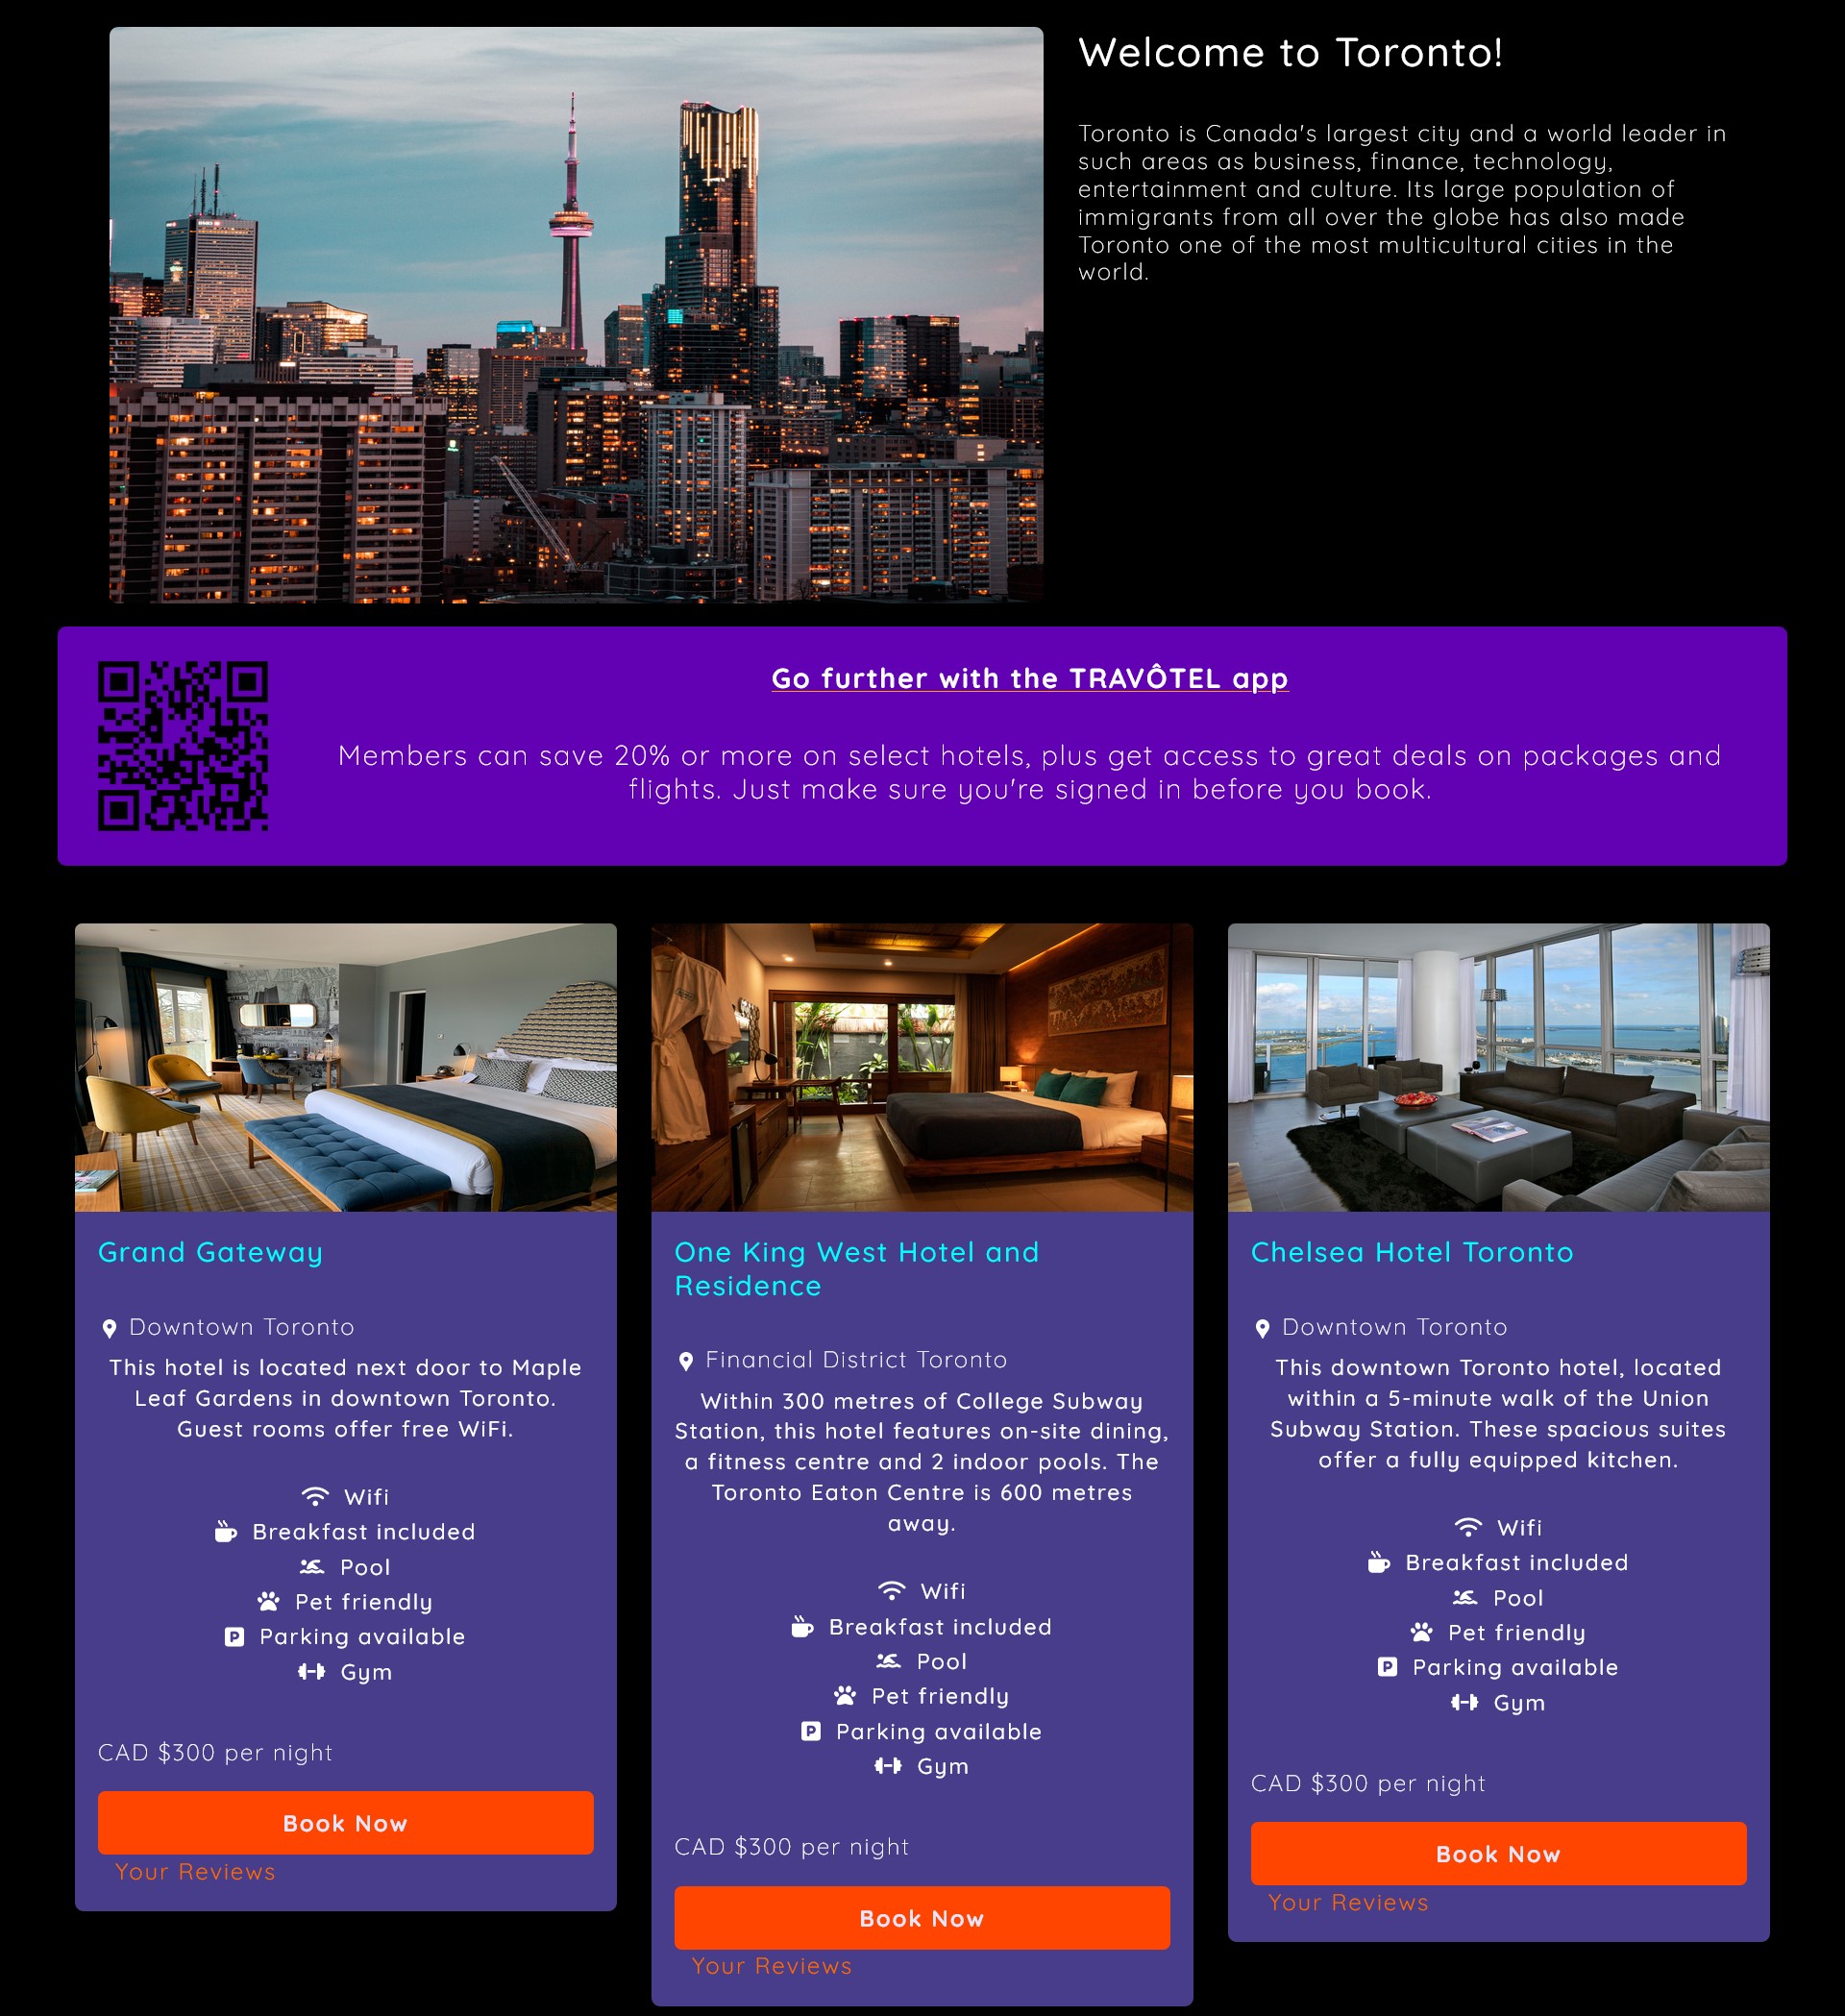 Welcome to Toronto!
Toronto is Canada's largest city and a world leader in
such areas as business, finance, technology,
entertainment and culture. Its large population of
immigrants from all over the globe has also made
Toronto one of the most multicultural cities in the
world.
Go further with the TRAVÔTEL app
Members can save 20% or more on select hotels, plus get access to great deals on packages and
flights. Just make sure you're signed in before you book.
Grand Gateway
Downtown Toronto
This hotel is located next door to Maple
Leaf Gardens in downtown Toronto.
Guest rooms offer free WiFi.
Wifi
Breakfast included
Pool
Pet friendly
Parking available
Gym
CAD $300 per night
Book Now
Your Reviews
One King West Hotel and
Residence
Financial District Toronto
Within 300 metres of College Subway
Station, this hotel features on-site dining,
a fitness centre and 2 indoor pools. The
Toronto Eaton Centre is 600 metres
away.
Wifi
Breakfast included
Pool
Pet friendly
Parking available
Gym
CAD $300 per night
Book Now
Your Reviews
Chelsea Hotel Toronto
Downtown Toronto
This downtown Toronto hotel, located
within a 5-minute walk of the Union
Subway Station. These spacious suites
offer a fully equipped kitchen.
Wifi
Breakfast included
Pool
Pet friendly
Parking available
Gym
CAD $300 per night
Book Now
Your Reviews